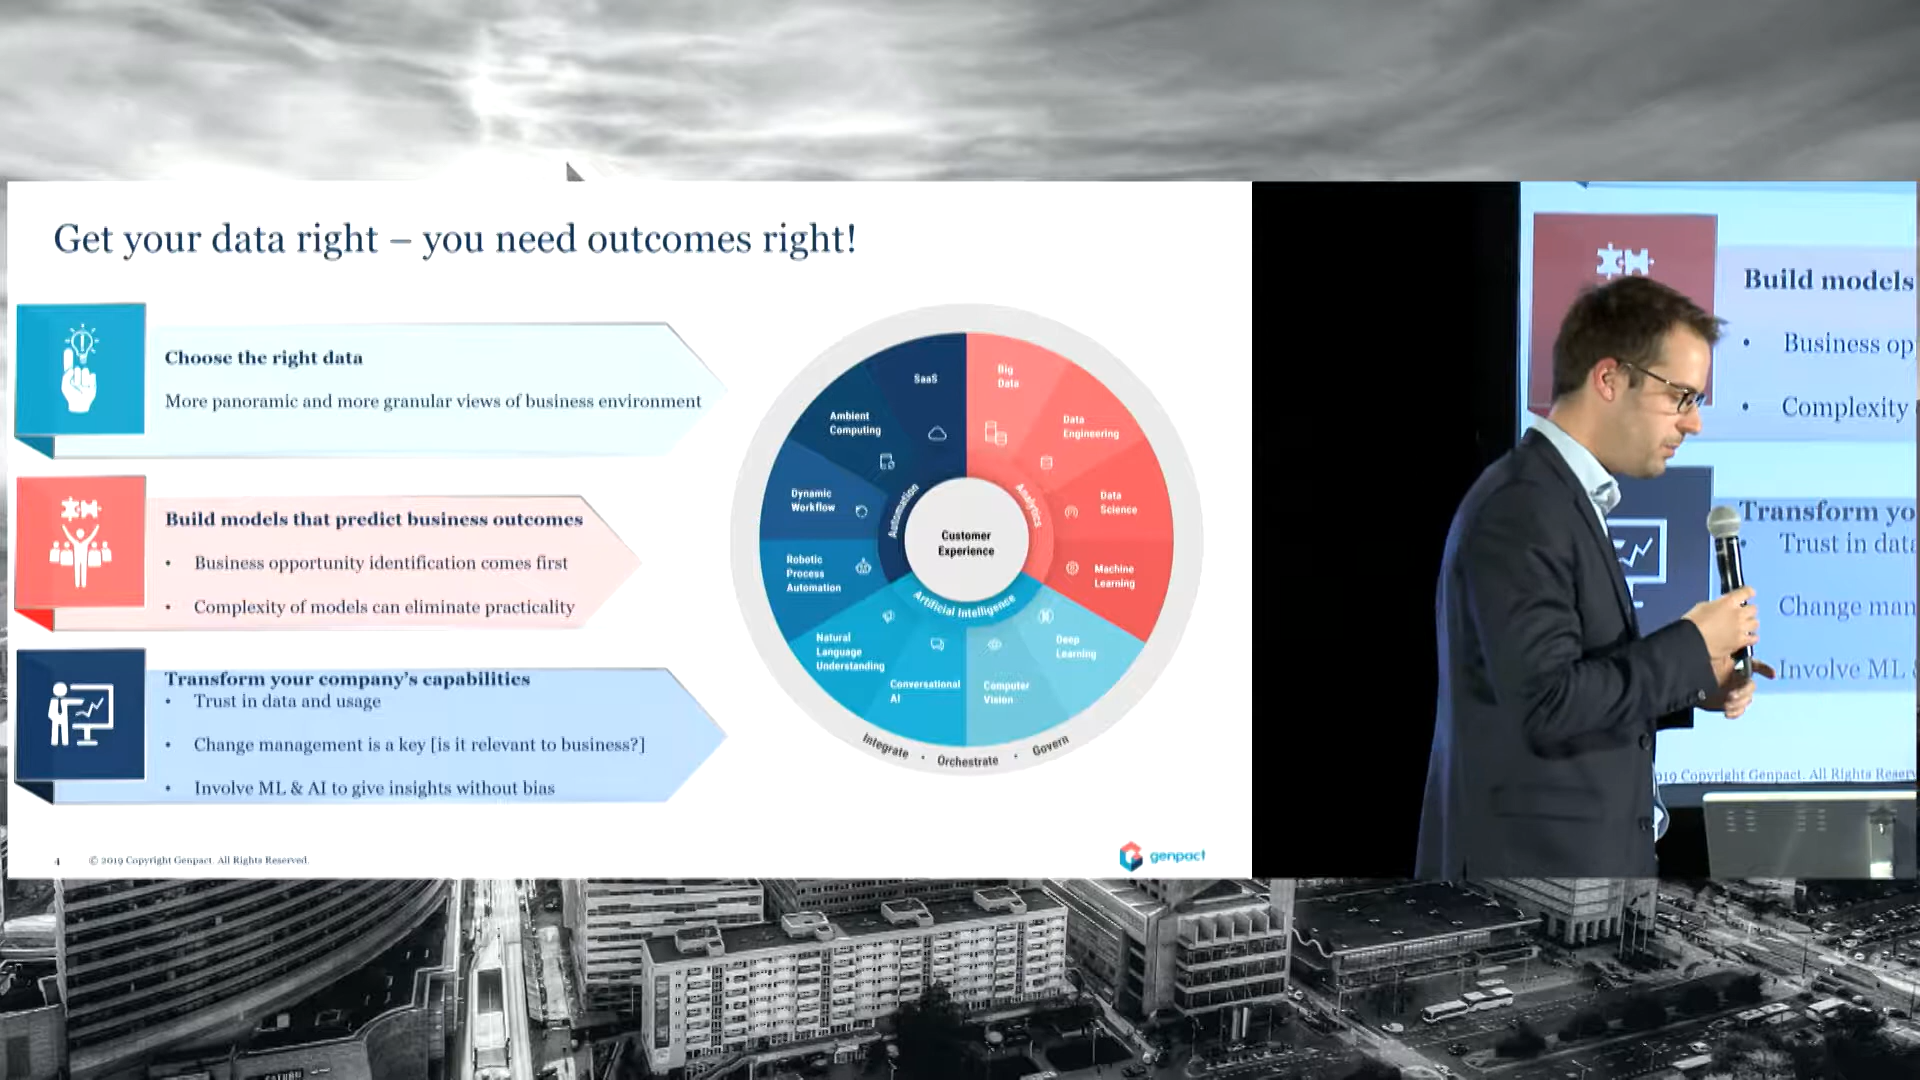 Get your data right – you need outcomes right!
Choose the right data
More panoramic and more granular views of business environment
Build models that predict business outcomes
• Business opportunity identification comes first
• Complexity of models can eliminate practicality
Transform your company's capabilities
• Trust in data and usage
• Change management is a key [is it relevant to business?]
• Involve ML & AI to give insights without bias
SaaS
Big
Data
Ambient
Computing
Data
Engineering
Dynamic
Workflow
Data
Science
Automation
Analytics
Customer
Experience
Robotic
Process
Automation
Machine
Learning
Artificial Intelligence
Natural
Language
Understanding
Deep
Learning
Conversational
AI
Computer
Vision
Integrate • Orchestrate • Govern
4 © 2019 Copyright Genpact. All Rights Reserved.
genpact
Build models
• Business op
• Complexity
Transform yo
Trust in data
Change man
Involve ML &
019 Copyright Genpact. All Rights Reserv
SATURN